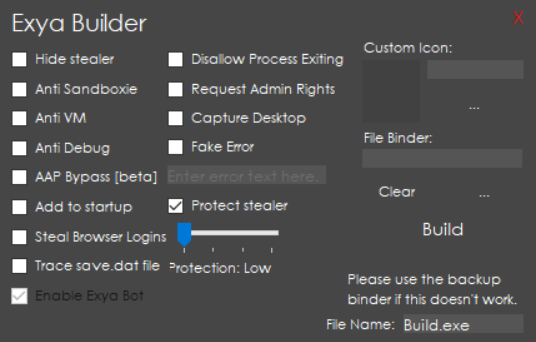 Exya Builder
X
Hide stealer
Anti Sandboxie
Anti VM
Anti Debug
AAP Bypass [beta]
Add to startup
Steal Browser Logins
Trace save.dat file
Enable Exya Bot
Disallow Process Exiting
Request Admin Rights
Capture Desktop
Fake Error
Enter error text here.
Protect stealer
Protection: Low
Custom Icon:
...
File Binder:
Clear
...
Build
Please use the backup
binder if this doesn't work.
File Name: Build.exe